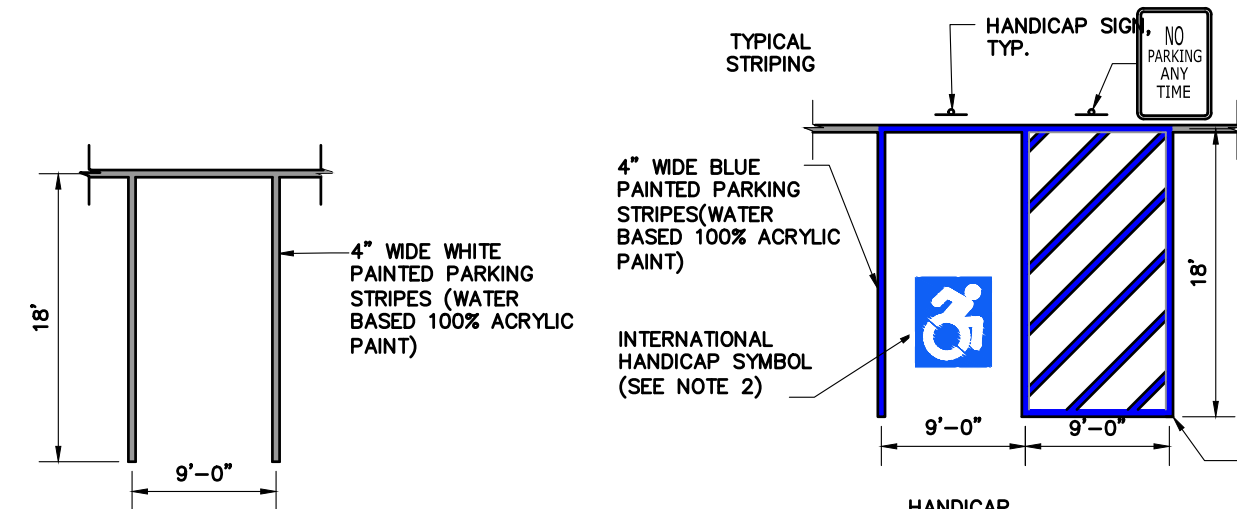 18'
9'-0"
4" WIDE WHITE
PAINTED PARKING
STRIPES (WATER
BASED 100% ACRYLIC
PAINT)
TYPICAL
STRIPING
HANDICAP SIGN,
TYP.
NO
PARKING
ANY
TIME
4" WIDE BLUE
PAINTED PARKING
STRIPES(WATER
BASED 100% ACRYLIC
PAINT)
INTERNATIONAL
HANDICAP SYMBOL
(SEE NOTE 2)
18'
9'-0"
9'-0"
HANDICAP